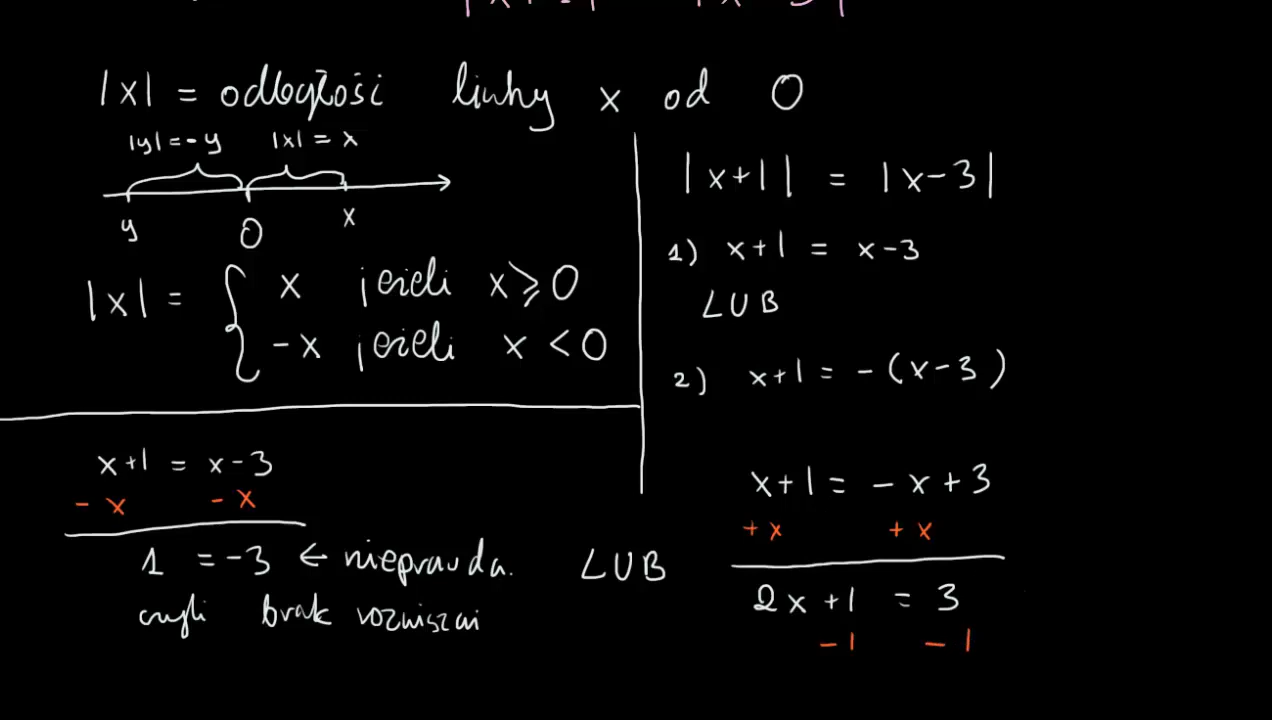 |x| = odległość liczby x od 0
|y| = -y |x| = x
y 0 x
|x| = { x jeżeli x ⩾ 0
-x jeżeli x < 0
|x+1| = |x-3|
1) x+1 = x-3
LUB
2) x+1 = -(x-3)
x+1 = x-3
- x - x
1 = -3 ← nieprawda.
czyli brak rozwiązań
LUB
x+1 = -x+3
+x +x
2x+1 = 3
-1 -1